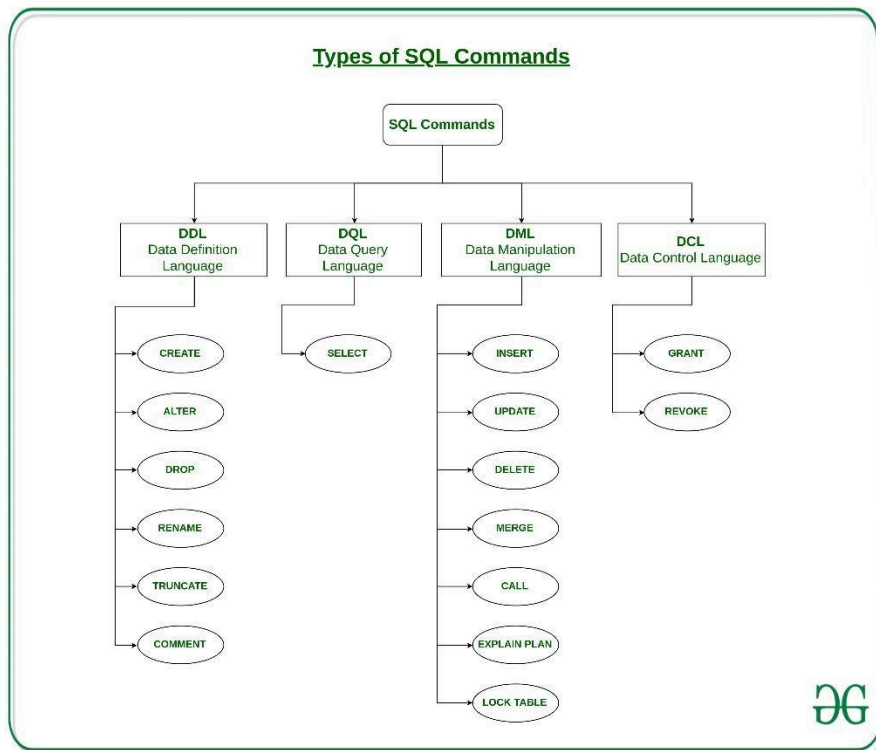 Types of SQL Commands
SQL Commands
DDL
Data Definition
Language
DQL
Data Query
Language
DML
Data Manipulation
Language
DCL
Data Control Language
CREATE
ALTER
DROP
RENAME
TRUNCATE
COMMENT
SELECT
INSERT
UPDATE
DELETE
MERGE
CALL
EXPLAIN PLAN
LOCK TABLE
GRANT
REVOKE